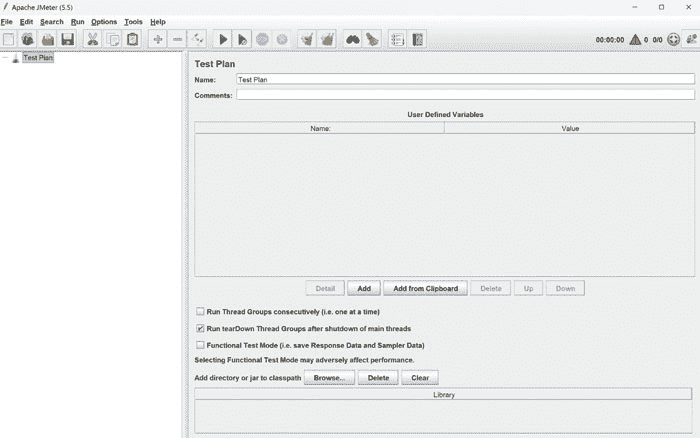 Apache JMeter (5.5)
File Edit Search Run Options Tools Help
00:00:00 0 0/0
Test Plan
Test Plan
Name: Test Plan
Comments:
User Defined Variables
Name: Value
Detail Add Add from Clipboard Delete Up Down
Run Thread Groups consecutively (i.e. one at a time)
Run tearDown Thread Groups after shutdown of main threads
Functional Test Mode (i.e. save Response Data and Sampler Data)
Selecting Functional Test Mode may adversely affect performance.
Add directory or jar to classpath Browse... Delete Clear
Library